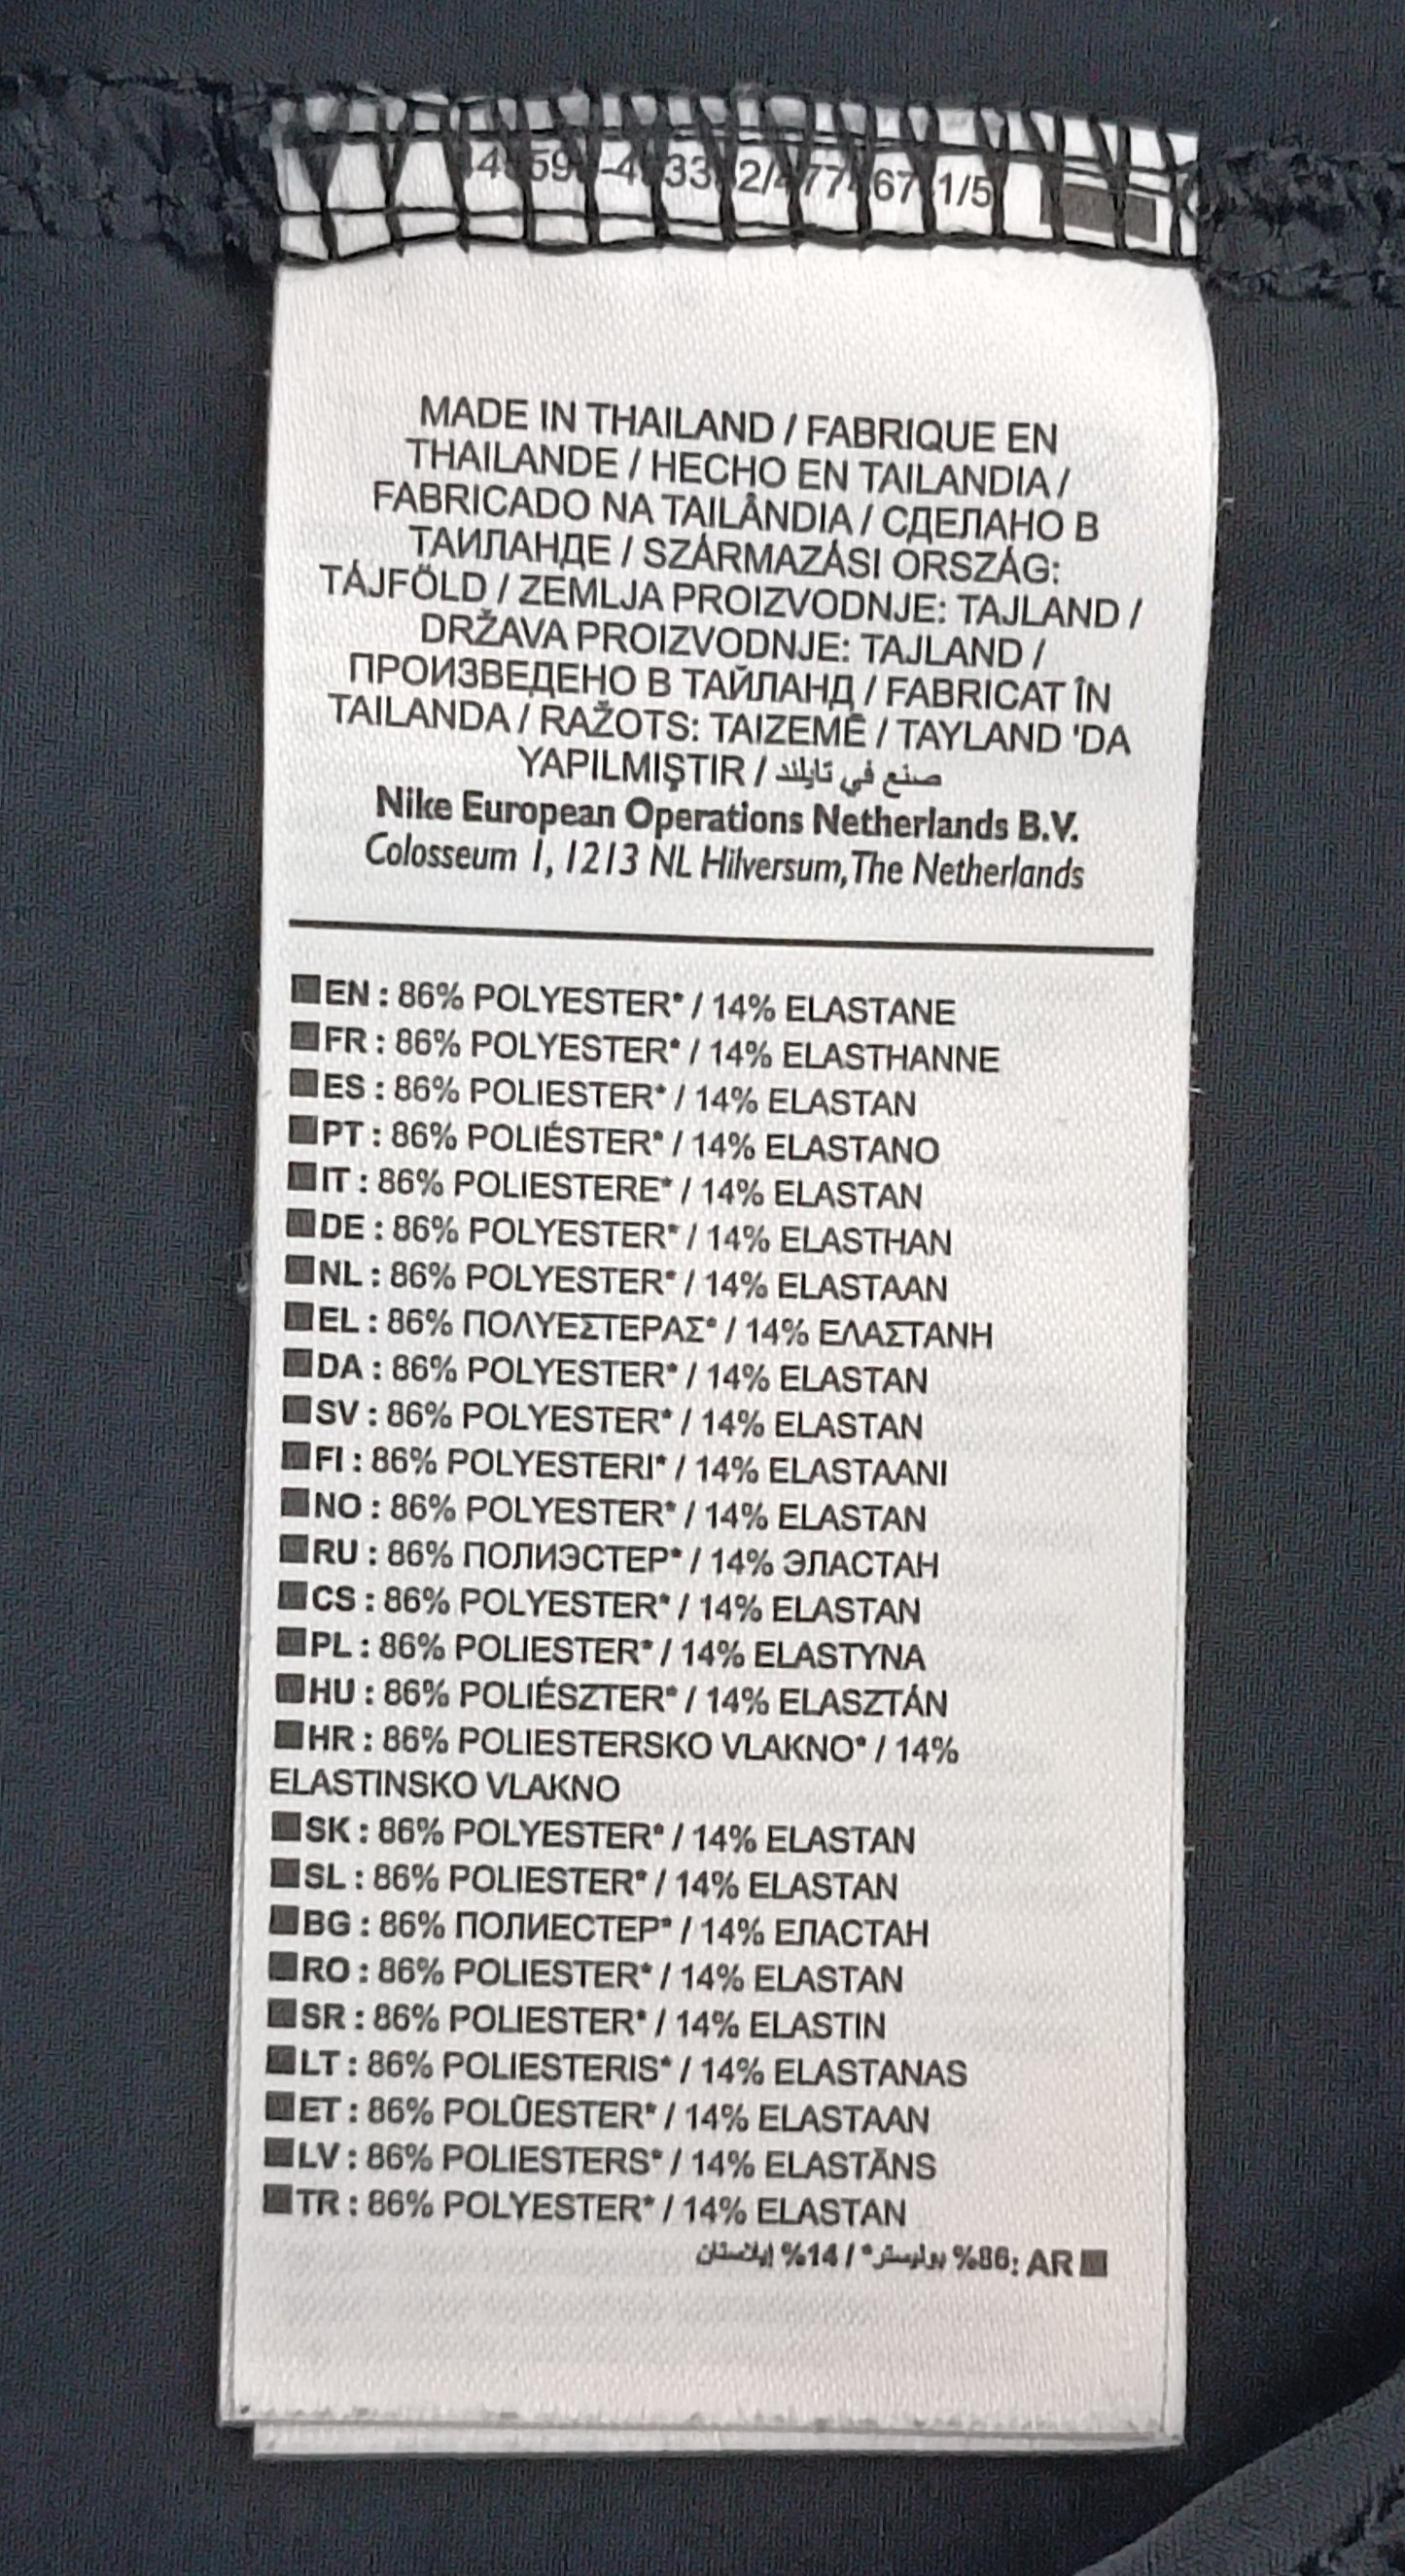 1/5
MADE IN THAILAND / FABRIQUE EN
THAILANDE / HECHO EN TAILANDIA /
FABRICADO NA TAILÂNDIA / СДЕЛАНО В
ТАИЛАНДЕ / SZÁRMAZÁSI ORSZÁG:
TÁJFÖLD / ZEMLJA PROIZVODNJE: TAJLAND /
DRŽAVA PROIZVODNJE: TAJLAND /
ПРОИЗВЕДЕНО В ТАЙЛАНД / FABRICAT ÎN
TAILANDA / RAŽOTS: TAIZEMĒ / TAYLAND 'DA
YAPILMIŞTIR / صنع في تايلند
Nike European Operations Netherlands B.V.
Colosseum 1, 1213 NL Hilversum, The Netherlands
EN : 86% POLYESTER* / 14% ELASTANE
FR : 86% POLYESTER* / 14% ELASTHANNE
ES : 86% POLIESTER* / 14% ELASTAN
PT : 86% POLIÉSTER* / 14% ELASTANO
IT : 86% POLIESTERE* / 14% ELASTAN
DE : 86% POLYESTER* / 14% ELASTHAN
NL : 86% POLYESTER* / 14% ELASTAAN
EL : 86% ΠΟΛΥΕΣΤΕΡΑΣ* / 14% ΕΛΑΣΤΑΝΗ
DA : 86% POLYESTER* / 14% ELASTAN
SV : 86% POLYESTER* / 14% ELASTAN
FI : 86% POLYESTERI* / 14% ELASTAANI
NO : 86% POLYESTER* / 14% ELASTAN
RU : 86% ПОЛИЭСТЕР* / 14% ЭЛАСТАН
CS : 86% POLYESTER* / 14% ELASTAN
PL : 86% POLIESTER* / 14% ELASTYNA
HU : 86% POLIÉSZTER* / 14% ELASZTÁN
HR : 86% POLIESTERSKO VLAKNO* / 14%
ELASTINSKO VLAKNO
SK : 86% POLYESTER* / 14% ELASTAN
SL : 86% POLIESTER* / 14% ELASTAN
BG : 86% ПОЛИЕСТЕР* / 14% ЕЛАСТАН
RO : 86% POLIESTER* / 14% ELASTAN
SR : 86% POLIESTER* / 14% ELASTIN
LT : 86% POLIESTERIS* / 14% ELASTANAS
ET : 86% POLÜESTER* / 14% ELASTAAN
LV : 86% POLIESTERS* / 14% ELASTĀNS
TR : 86% POLYESTER* / 14% ELASTAN
AR :86% بوليستر* / 14% إيلاستان